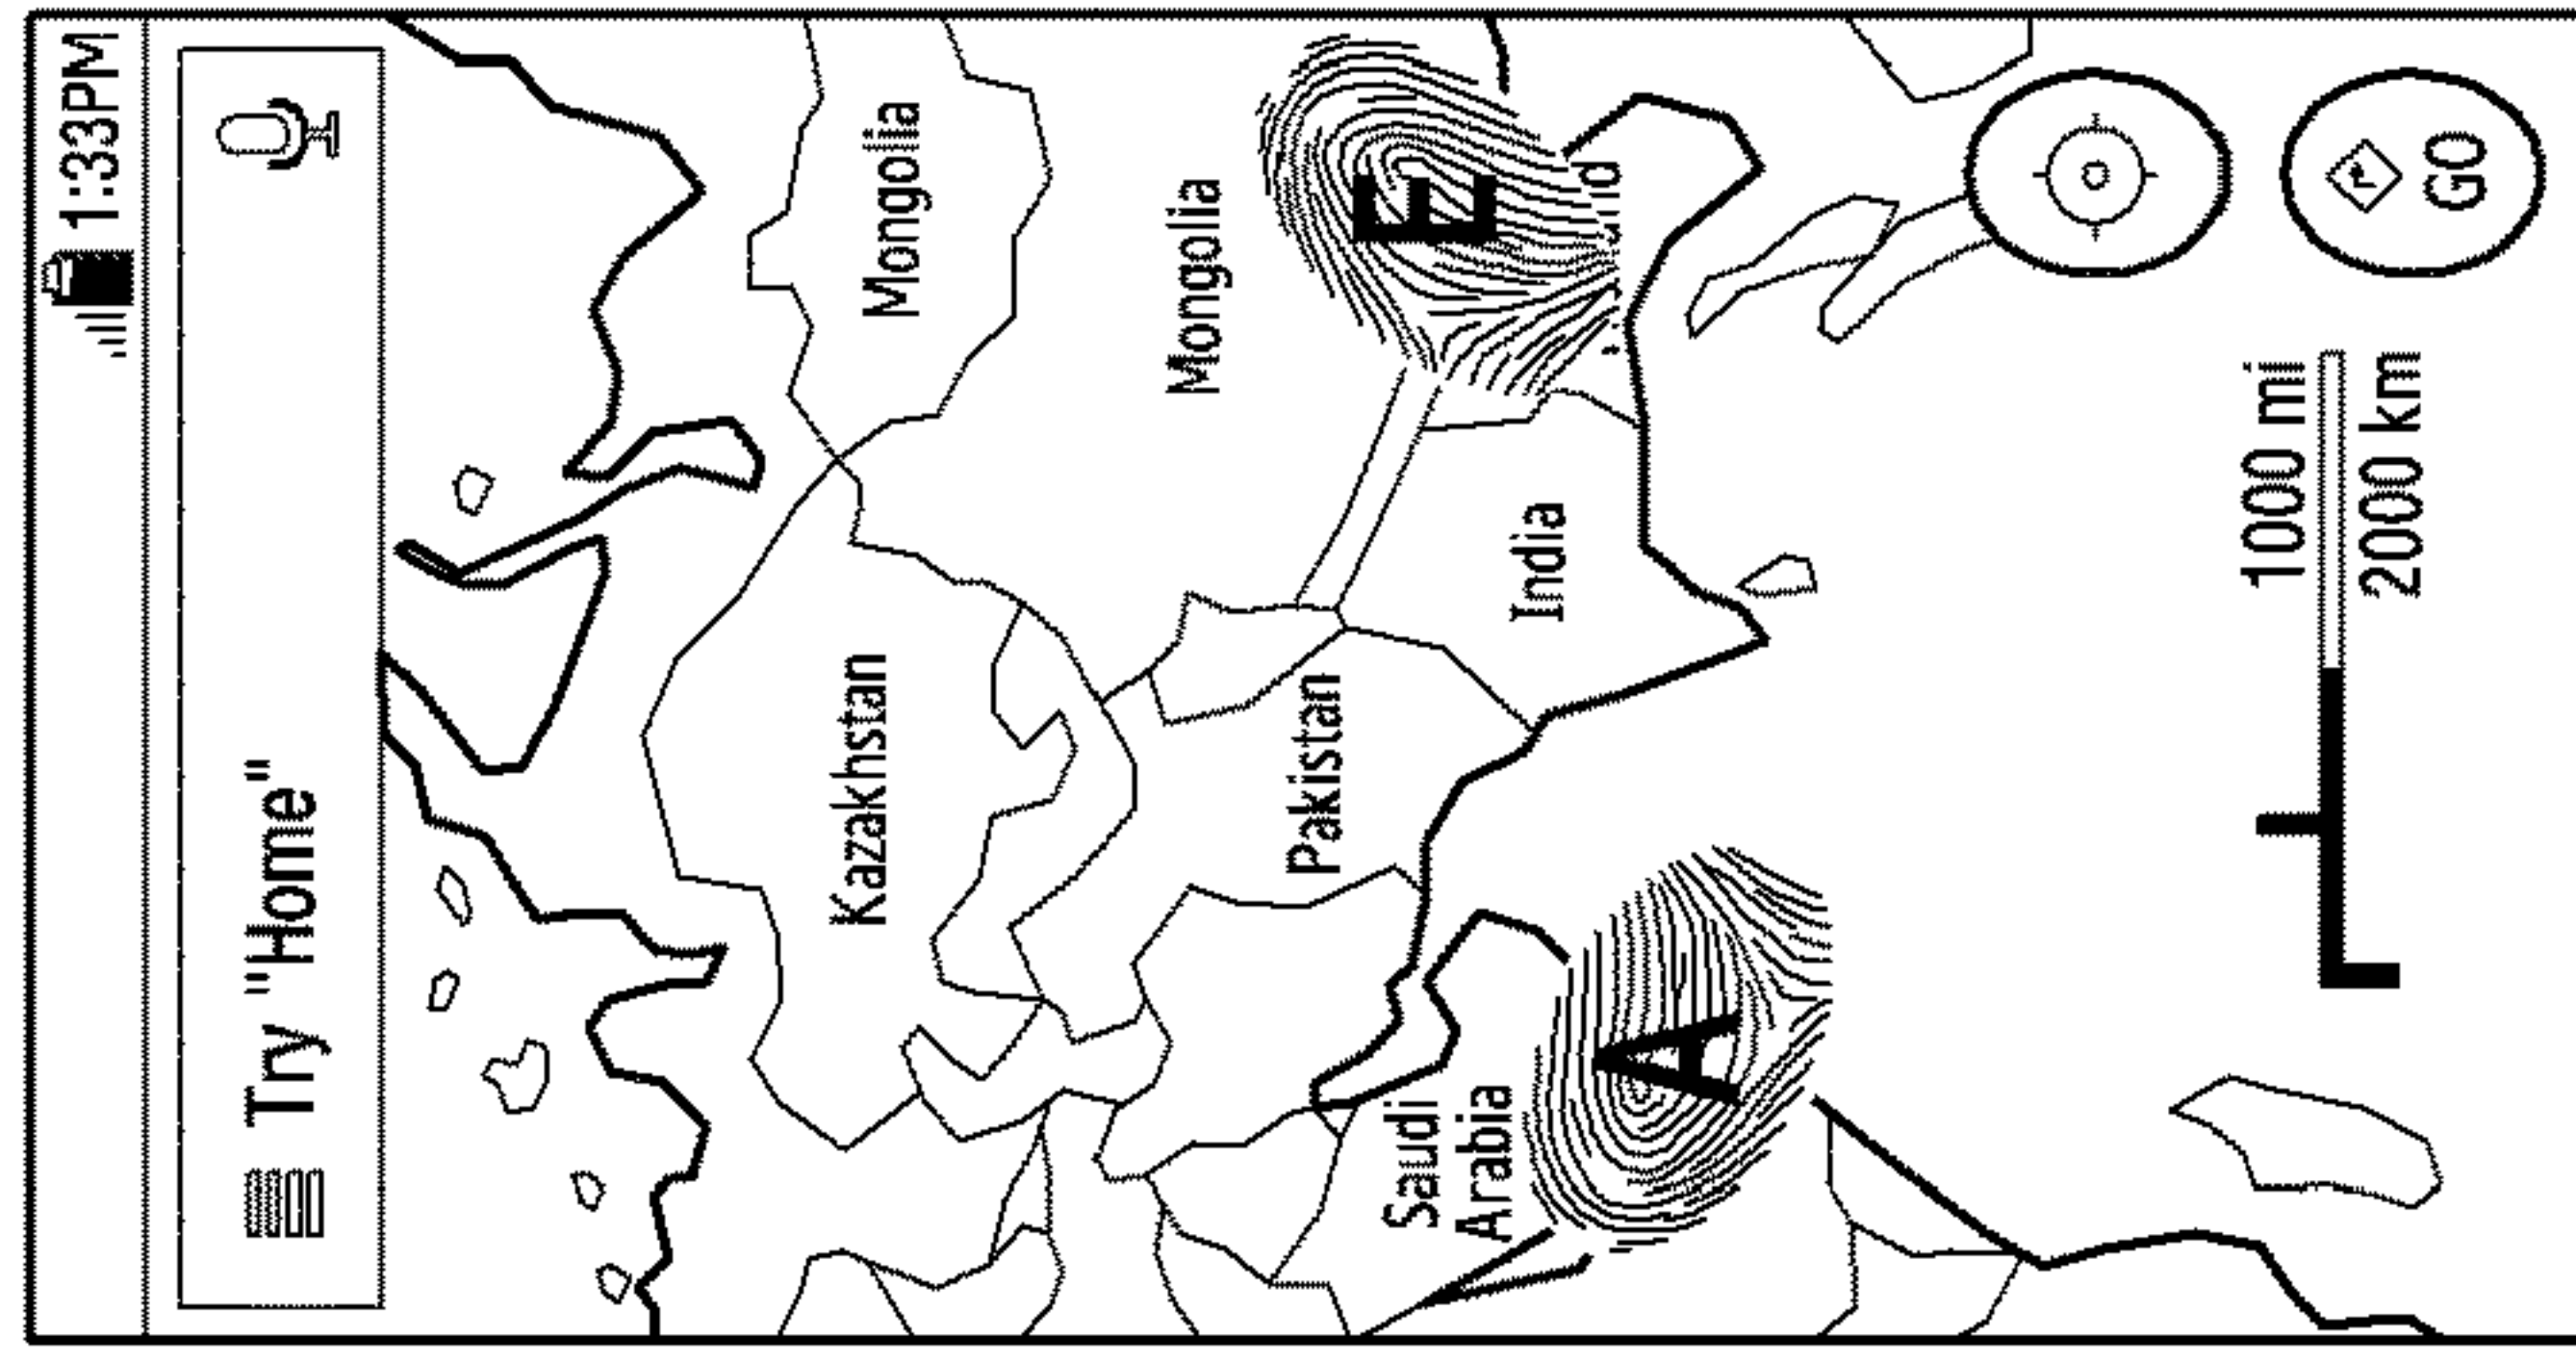 1:33PM
Try "Home"
Mongolia
Kazakhstan
Mongolia
E
Pakistan
India
Saudi
Arabia
A
1000 mi
2000 km
GO